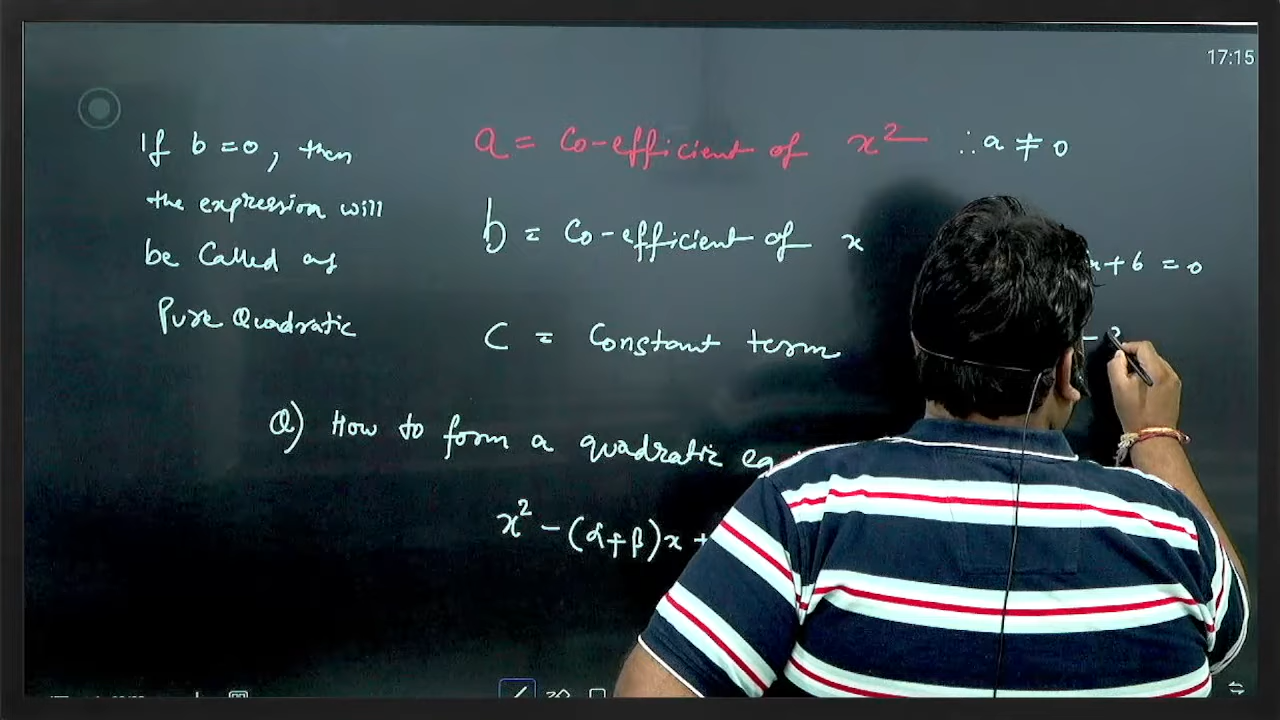 17:15
If b = 0, then
the expression will
be Called as
Pure Quadratic
a = Co-efficient of x² ∴ a ≠ 0
b = Co-efficient of x
x + 6 = 0
C = Constant term
Q) How to form a quadratic eq
x² - (α+β)x +